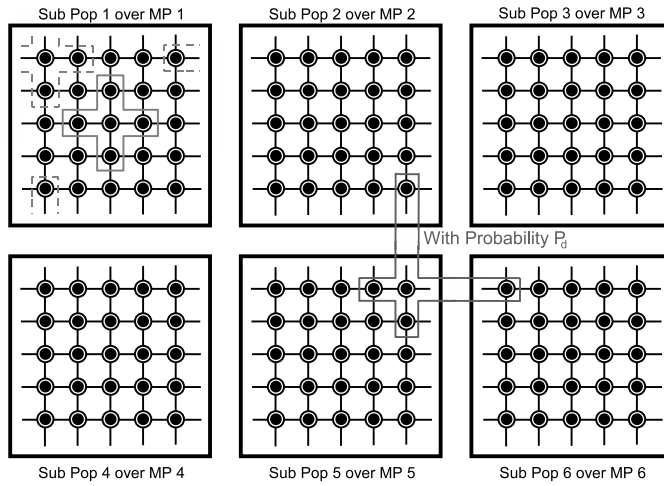 Sub Pop 1 over MP 1
Sub Pop 2 over MP 2
Sub Pop 3 over MP 3
With Probability P_d
Sub Pop 4 over MP 4
Sub Pop 5 over MP 5
Sub Pop 6 over MP 6